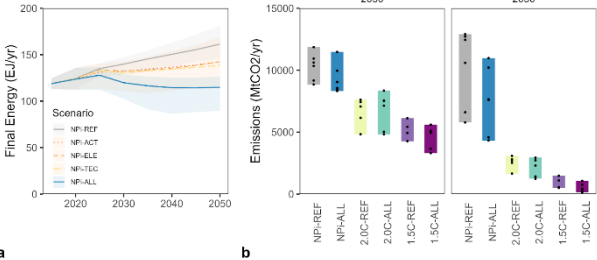 200
150
100
50
0
Final Energy (EJ/yr)
Scenario
NPi-REF
NPi-ACT
NPi-ELE
NPi-TEC
NPi-ALL
2020
2030
2040
2050
a
15000
10000
5000
0
Emissions (MtCO2/yr)
NPi-REF
NPi-ALL
2.0C-REF
2.0C-ALL
1.5C-REF
1.5C-ALL
NPi-REF
NPi-ALL
2.0C-REF
2.0C-ALL
1.5C-REF
1.5C-ALL
b